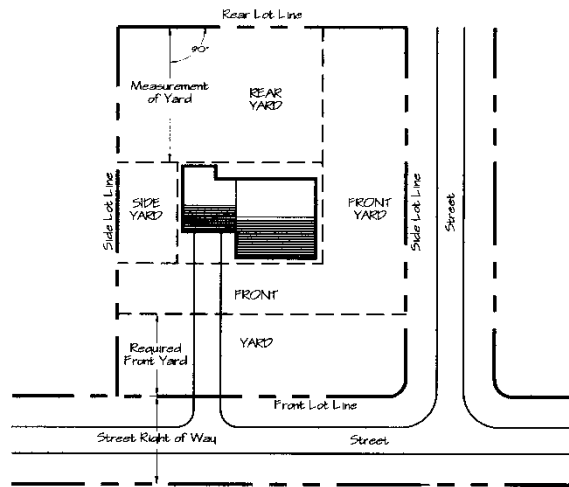 Rear Lot Line
90°
Measurement
of Yard
REAR
YARD
Side Lot Line
SIDE
YARD
FRONT
YARD
Side Lot Line
Street
FRONT
YARD
Required
Front Yard
Front Lot Line
Street Right of Way
Street